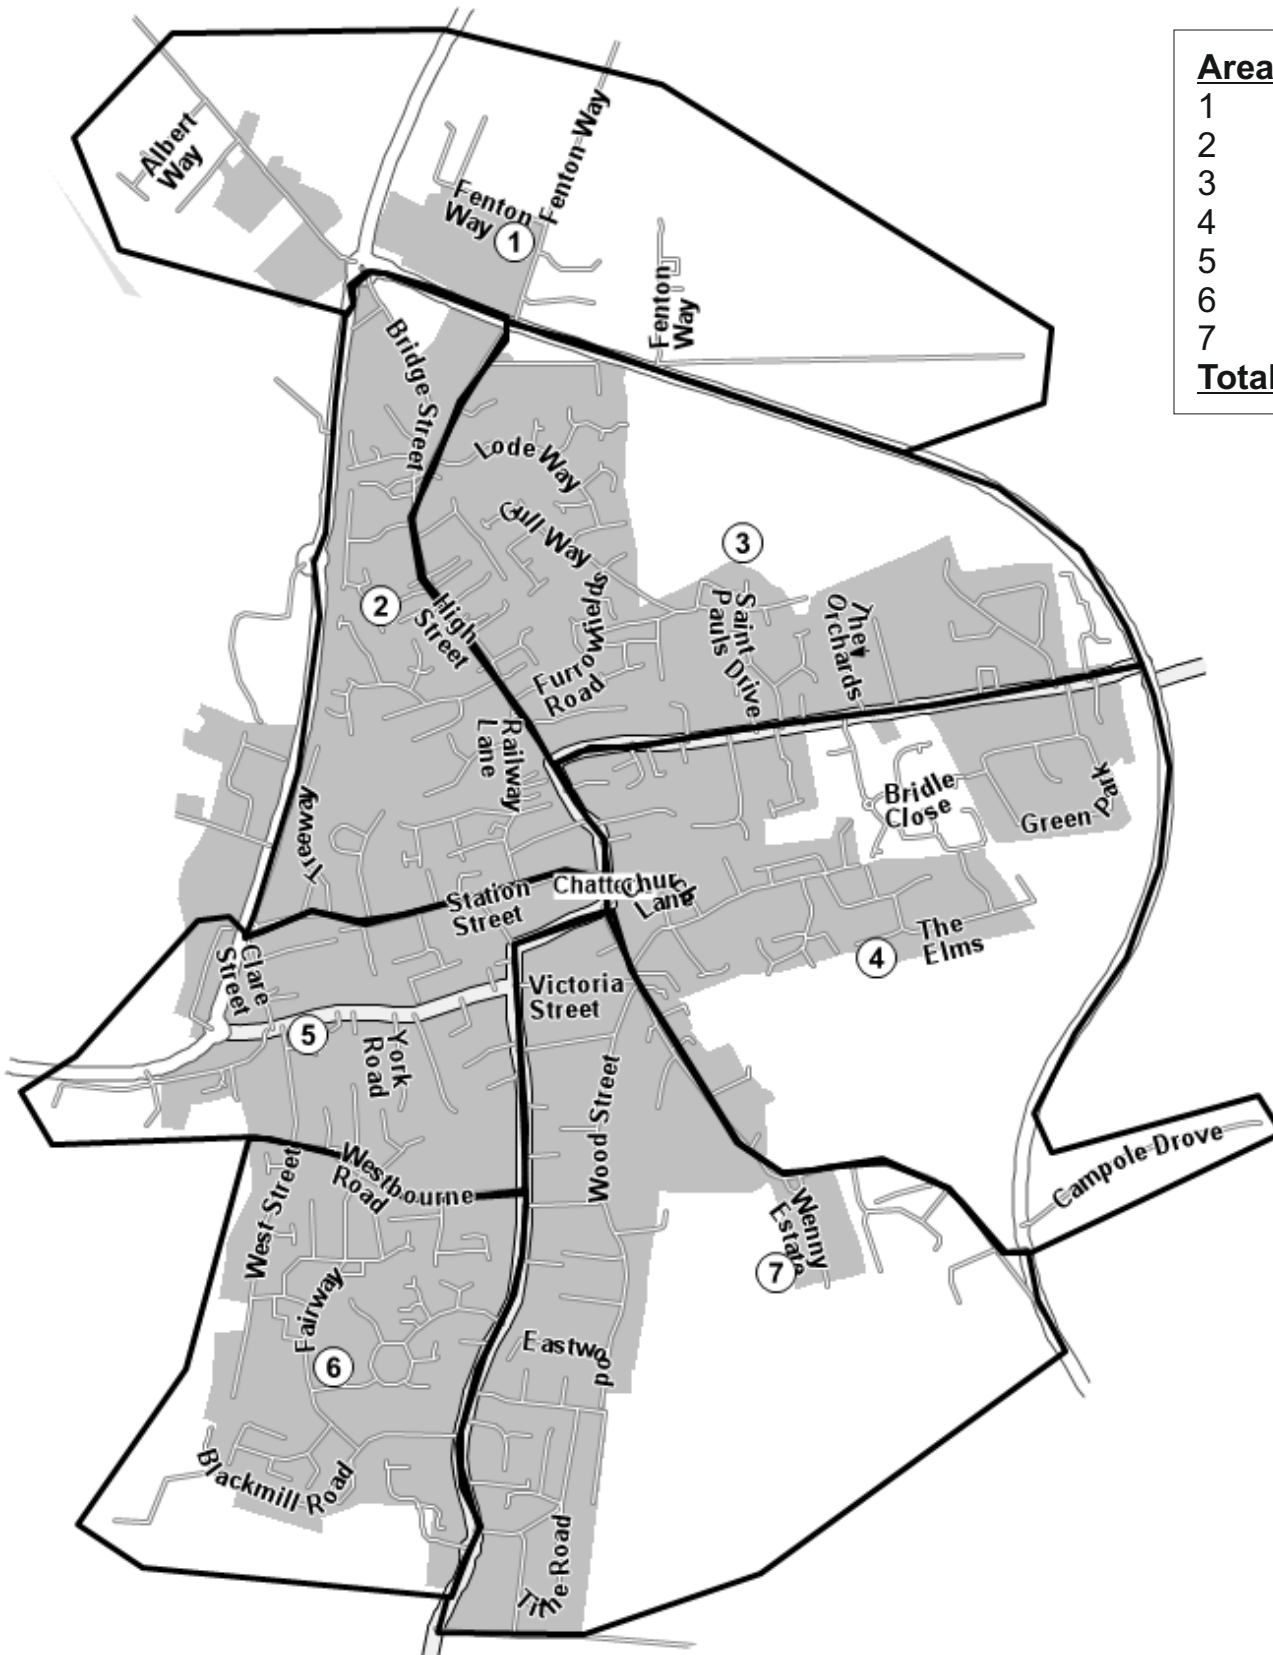 Area
1
2
3
4
5
6
7
Total
Albert
Way
Fenton
Way
Fenton Way
1
Fenton
Way
Bridge Street
Lode Way
Gull Way
3
2
High
Street
Furrowfields
Road
Saint
Pauls Drive
The
Orchards
Railway
Lane
Bridle
Close
Green Park
Treeway
Station
Street
Chatte
Church
Lane
The
Elms
4
Clare
Street
Victoria
Street
5
York
Road
Wood Street
Campole Drove
Westbourne
Road
West Street
Wenny
Estate
7
Fairway
Eastwood
6
Blackmill Road
Tithe Road